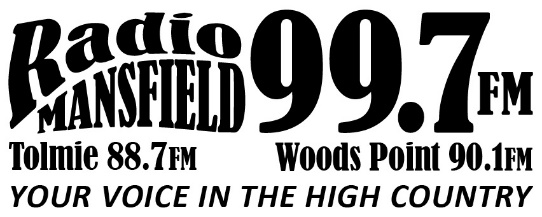 Radio MANSFIELD 99.7FM
Tolmie 88.7FM Woods Point 90.1FM
YOUR VOICE IN THE HIGH COUNTRY